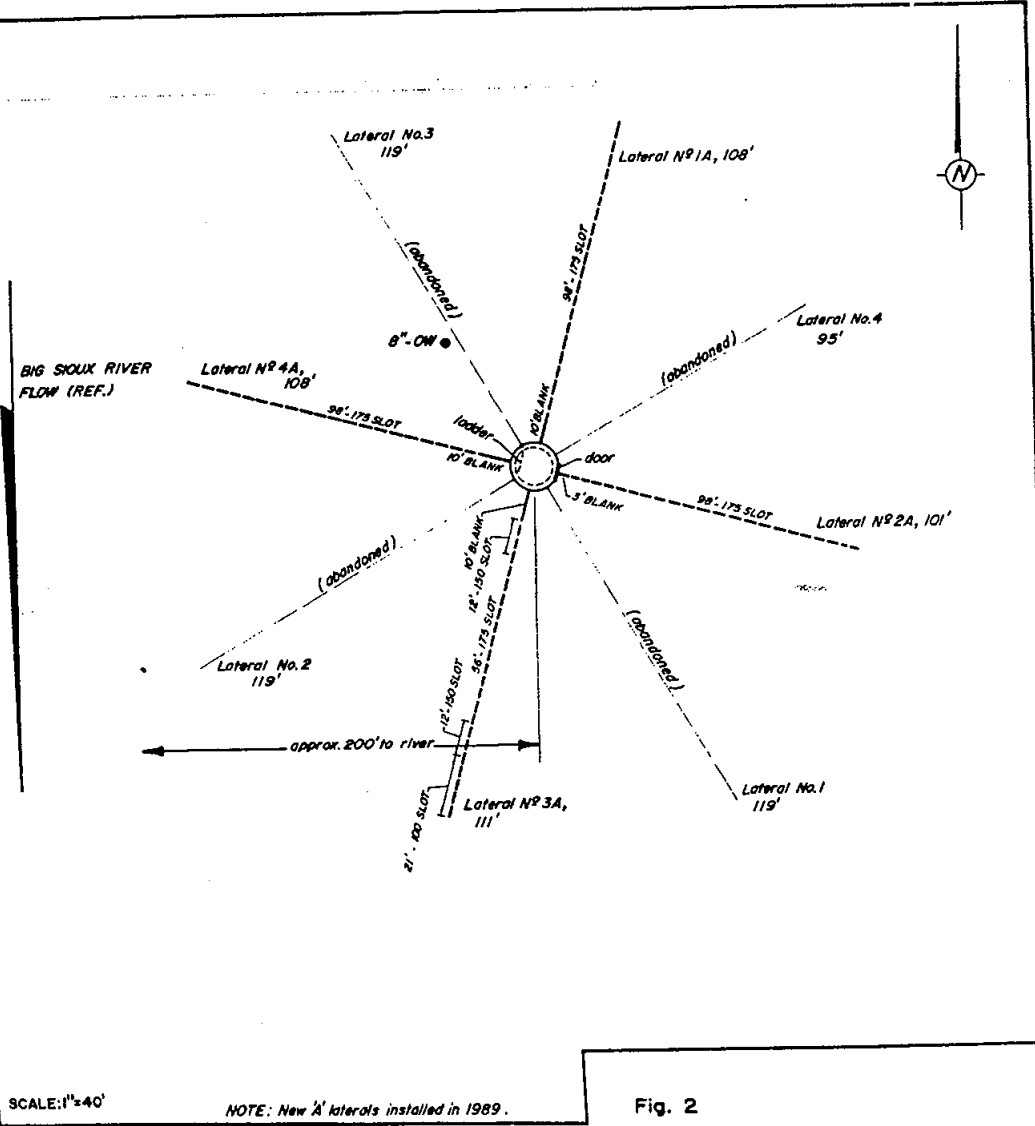 Lateral No.3
119'
Lateral Nº 1A, 108'
N
(abandoned)
98'-175 SLOT
8"-OW
Lateral No.4
95'
(abandoned)
BIG SIOUX RIVER
FLOW (REF.)
Lateral Nº 4A,
108'
98'-175 SLOT
ladder
10' BLANK
10' BLANK
door
3' BLANK
98'-175 SLOT
Lateral Nº 2A, 101'
10' BLANK
12'-150 SLOT
56'-175 SLOT
(abandoned)
(abandoned)
Lateral No.2
119'
12'-150 SLOT
approx. 200' to river
21'-100 SLOT
Lateral Nº 3A,
111'
Lateral No.1
119'
SCALE:1"=40'
NOTE: New 'A' laterals installed in 1989.
Fig. 2